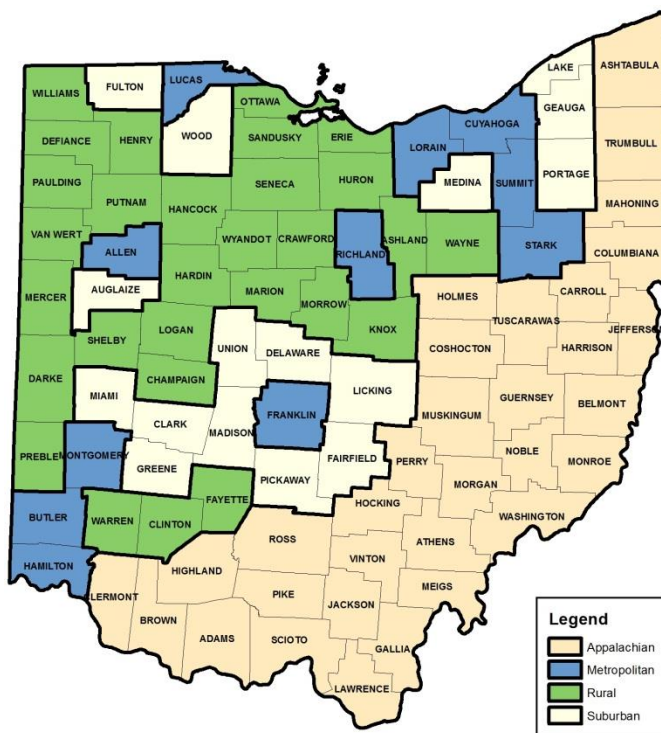 WILLIAMS
FULTON
LUCAS
OTTAWA
LAKE
ASHTABULA
GEAUGA
CUYAHOGA
WOOD
SANDUSKY
ERIE
LORAIN
TRUMBULL
DEFIANCE
HENRY
MEDINA
SUMMIT
PORTAGE
PAULDING
SENECA
HURON
MAHONING
PUTNAM
HANCOCK
VAN WERT
WYANDOT
CRAWFORD
RICHLAND
ASHLAND
WAYNE
STARK
COLUMBIANA
ALLEN
HARDIN
AUGLAIZE
MERCER
MARION
MORROW
HOLMES
CARROLL
TUSCARAWAS
JEFFERSON
LOGAN
KNOX
SHELBY
UNION
DELAWARE
COSHOCTON
HARRISON
DARKE
CHAMPAIGN
LICKING
MIAMI
FRANKLIN
GUERNSEY
BELMONT
MUSKINGUM
CLARK
MADISON
FAIRFIELD
PREBLE
MONTGOMERY
GREENE
PICKAWAY
PERRY
NOBLE
MONROE
MORGAN
FAYETTE
HOCKING
BUTLER
WARREN
CLINTON
WASHINGTON
ROSS
ATHENS
HAMILTON
HIGHLAND
VINTON
CLERMONT
MEIGS
BROWN
PIKE
JACKSON
ADAMS
SCIOTO
GALLIA
LAWRENCE
Legend
Appalachian
Metropolitan
Rural
Suburban